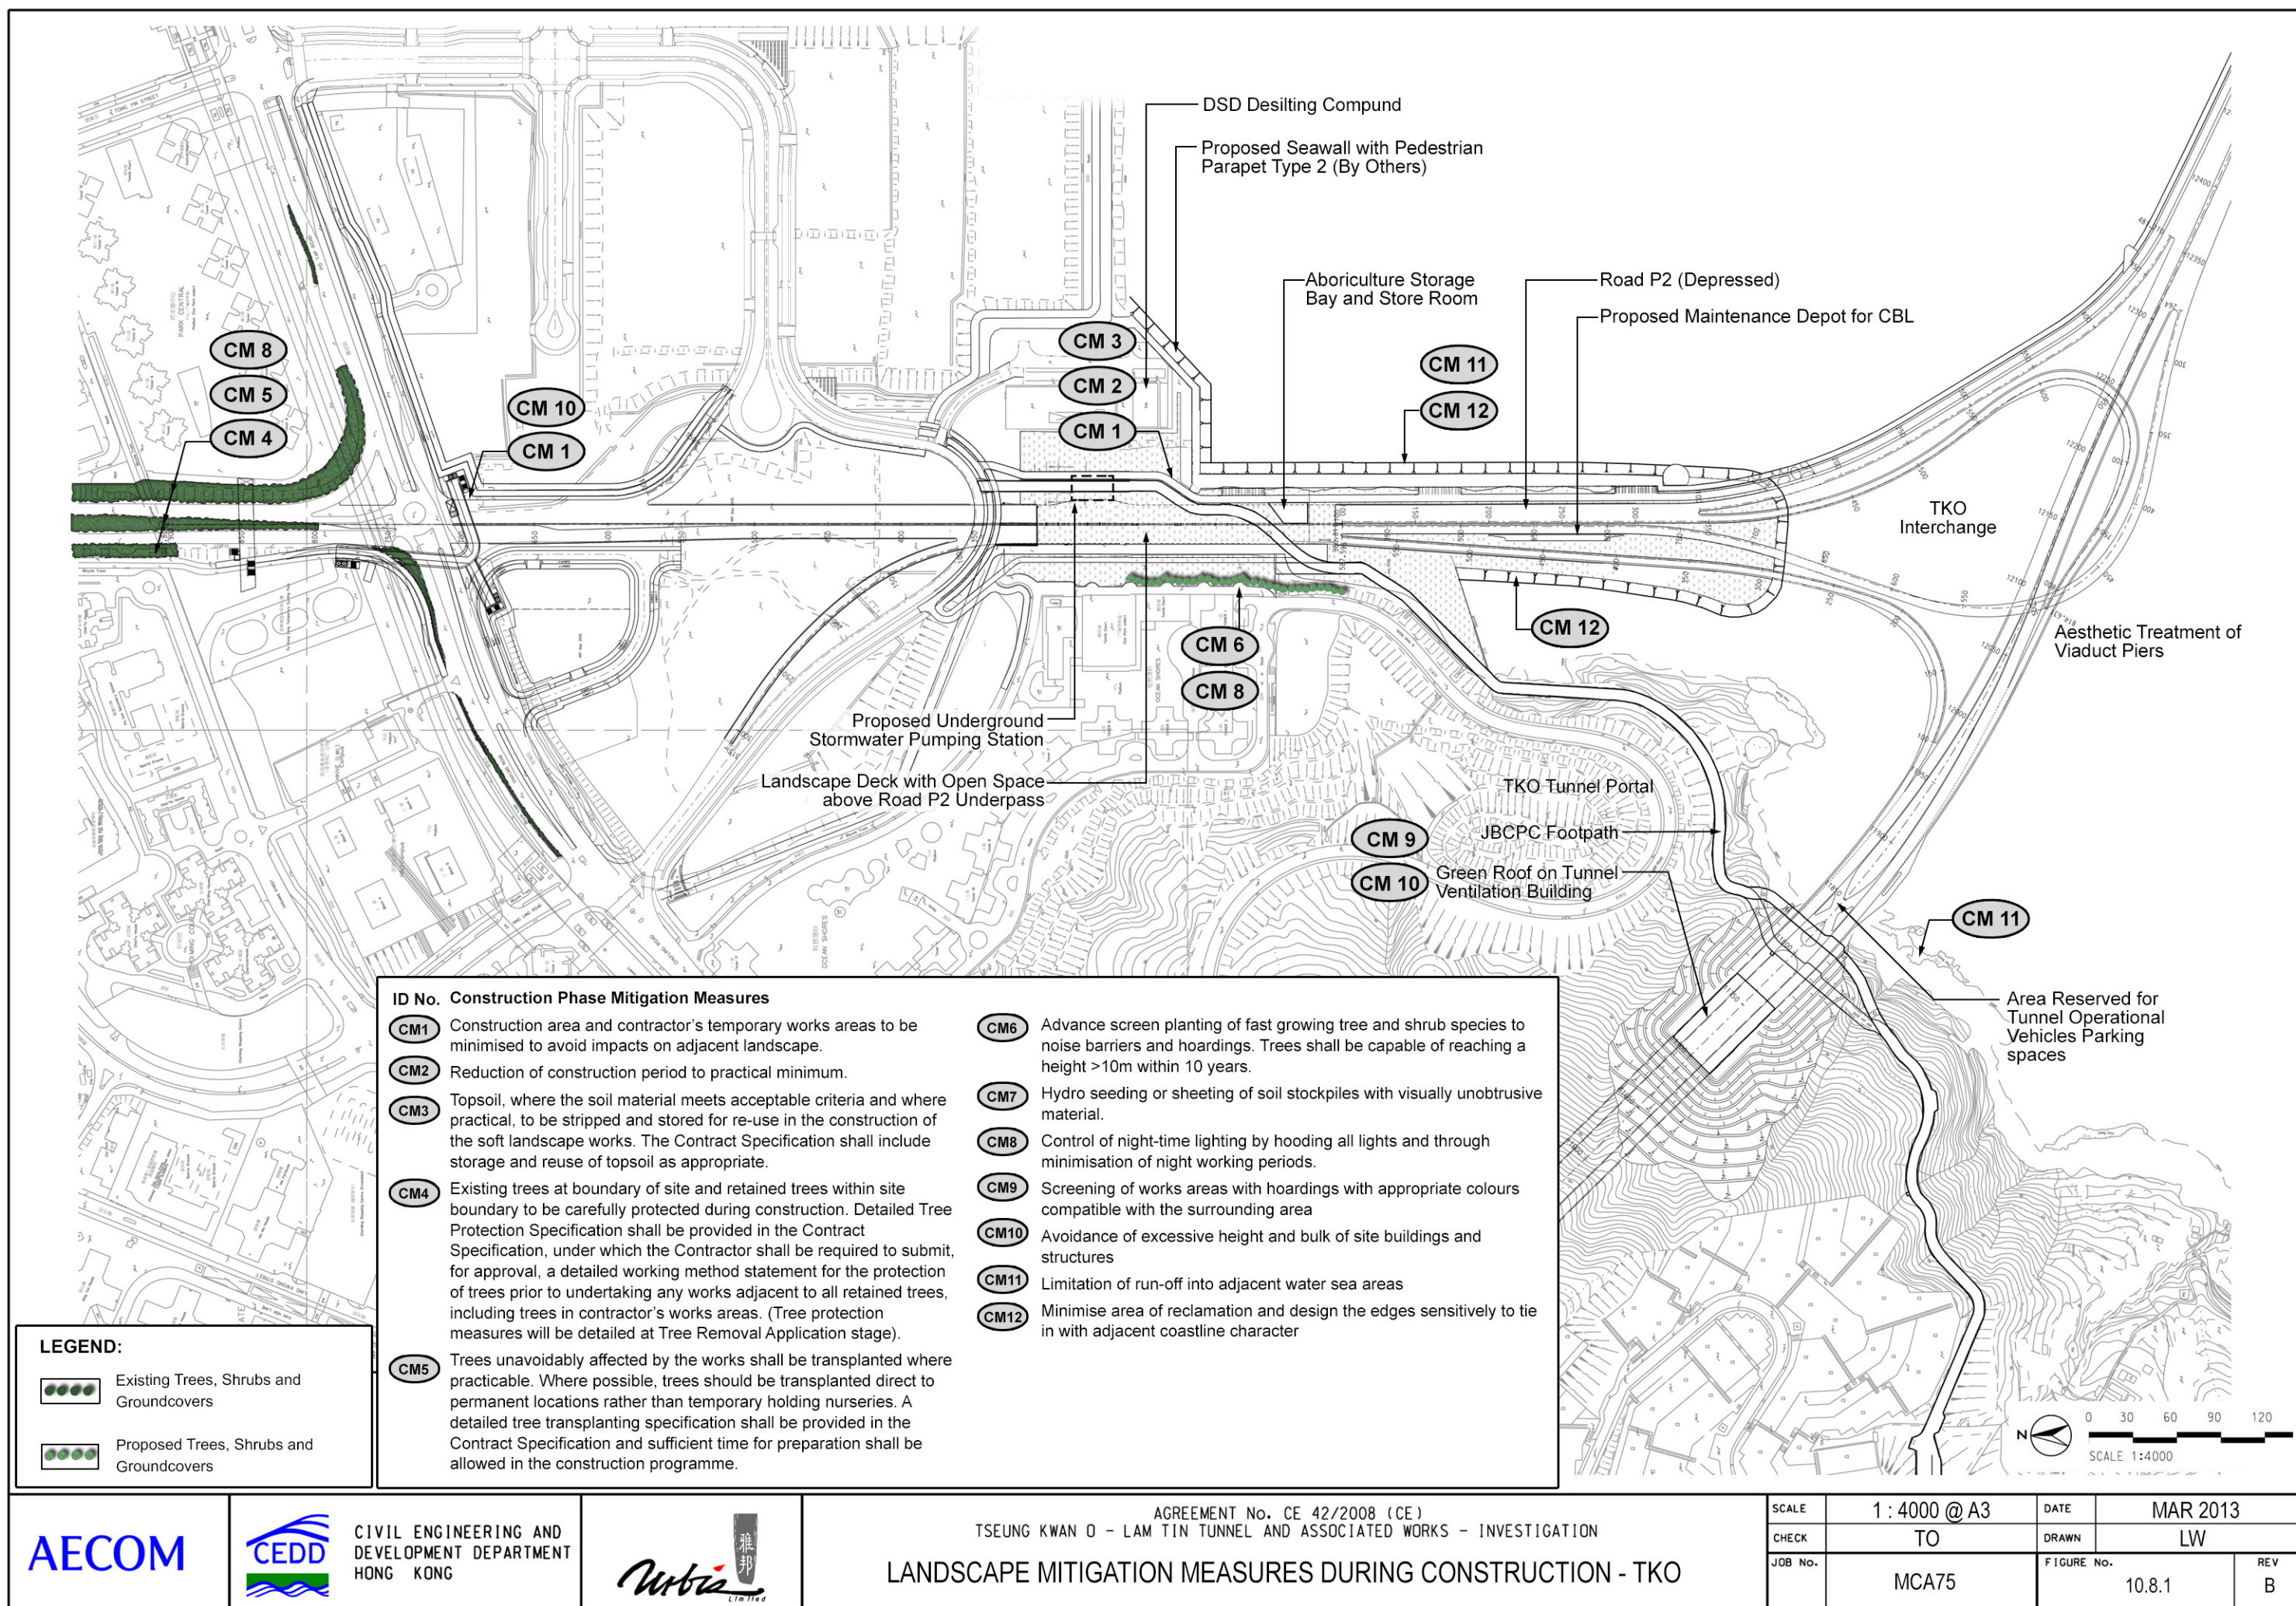 DSD Desilting Compund
Proposed Seawall with Pedestrian
Parapet Type 2 (By Others)
Aboriculture Storage
Bay and Store Room
Road P2 (Depressed)
Proposed Maintenance Depot for CBL
TONG YIN STREET
PARK CENTRAL
CM 8
CM 5
CM 4
CM 10
CM 1
CM 3
CM 2
CM 1
CM 11
CM 12
TKO
Interchange
CM 12
Aesthetic Treatment of
Viaduct Piers
CM 6
CM 8
OCEAN SHORES
Proposed Underground
Stormwater Pumping Station
Landscape Deck with Open Space
above Road P2 Underpass
TKO Tunnel Portal
JBCPC Footpath
CM 9
CM 10
Green Roof on Tunnel
Ventilation Building
CM 11
OCEAN SHORES
Area Reserved for
Tunnel Operational
Vehicles Parking
spaces
ID No. Construction Phase Mitigation Measures
CM1 Construction area and contractor's temporary works areas to be
minimised to avoid impacts on adjacent landscape.
CM2 Reduction of construction period to practical minimum.
CM3 Topsoil, where the soil material meets acceptable criteria and where
practical, to be stripped and stored for re-use in the construction of
the soft landscape works. The Contract Specification shall include
storage and reuse of topsoil as appropriate.
CM4 Existing trees at boundary of site and retained trees within site
boundary to be carefully protected during construction. Detailed Tree
Protection Specification shall be provided in the Contract
Specification, under which the Contractor shall be required to submit,
for approval, a detailed working method statement for the protection
of trees prior to undertaking any works adjacent to all retained trees,
including trees in contractor's works areas. (Tree protection
measures will be detailed at Tree Removal Application stage).
CM5 Trees unavoidably affected by the works shall be transplanted where
practicable. Where possible, trees should be transplanted direct to
permanent locations rather than temporary holding nurseries. A
detailed tree transplanting specification shall be provided in the
Contract Specification and sufficient time for preparation shall be
allowed in the construction programme.
CM6 Advance screen planting of fast growing tree and shrub species to
noise barriers and hoardings. Trees shall be capable of reaching a
height >10m within 10 years.
CM7 Hydro seeding or sheeting of soil stockpiles with visually unobtrusive
material.
CM8 Control of night-time lighting by hooding all lights and through
minimisation of night working periods.
CM9 Screening of works areas with hoardings with appropriate colours
compatible with the surrounding area
CM10 Avoidance of excessive height and bulk of site buildings and
structures
CM11 Limitation of run-off into adjacent water sea areas
CM12 Minimise area of reclamation and design the edges sensitively to tie
in with adjacent coastline character
LEGEND:
Existing Trees, Shrubs and
Groundcovers
Proposed Trees, Shrubs and
Groundcovers
N
0 30 60 90 120
SCALE 1:4000
AECOM
CEDD
CIVIL ENGINEERING AND
DEVELOPMENT DEPARTMENT
HONG KONG
Urbis
Limited
雅邦
AGREEMENT No. CE 42/2008 (CE)
TSEUNG KWAN O - LAM TIN TUNNEL AND ASSOCIATED WORKS - INVESTIGATION
LANDSCAPE MITIGATION MEASURES DURING CONSTRUCTION - TKO
SCALE 1 : 4000 @ A3 DATE MAR 2013
CHECK TO DRAWN LW
JOB No. MCA75 FIGURE No. 10.8.1 REV B